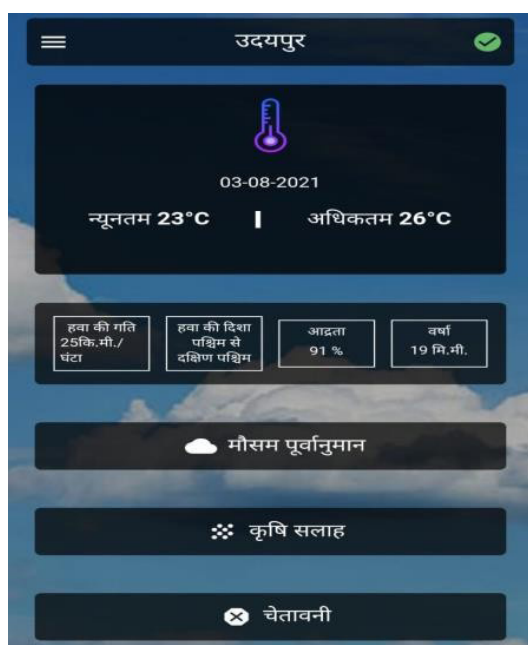 उदयपुर
03-08-2021
न्यूनतम 23°C | अधिकतम 26°C
हवा की गति
25कि.मी./
घंटा
हवा की दिशा
पश्चिम से
दक्षिण पश्चिम
आद्रता
91 %
वर्षा
19 मि.मी.
मौसम पूर्वानुमान
कृषि सलाह
चेतावनी